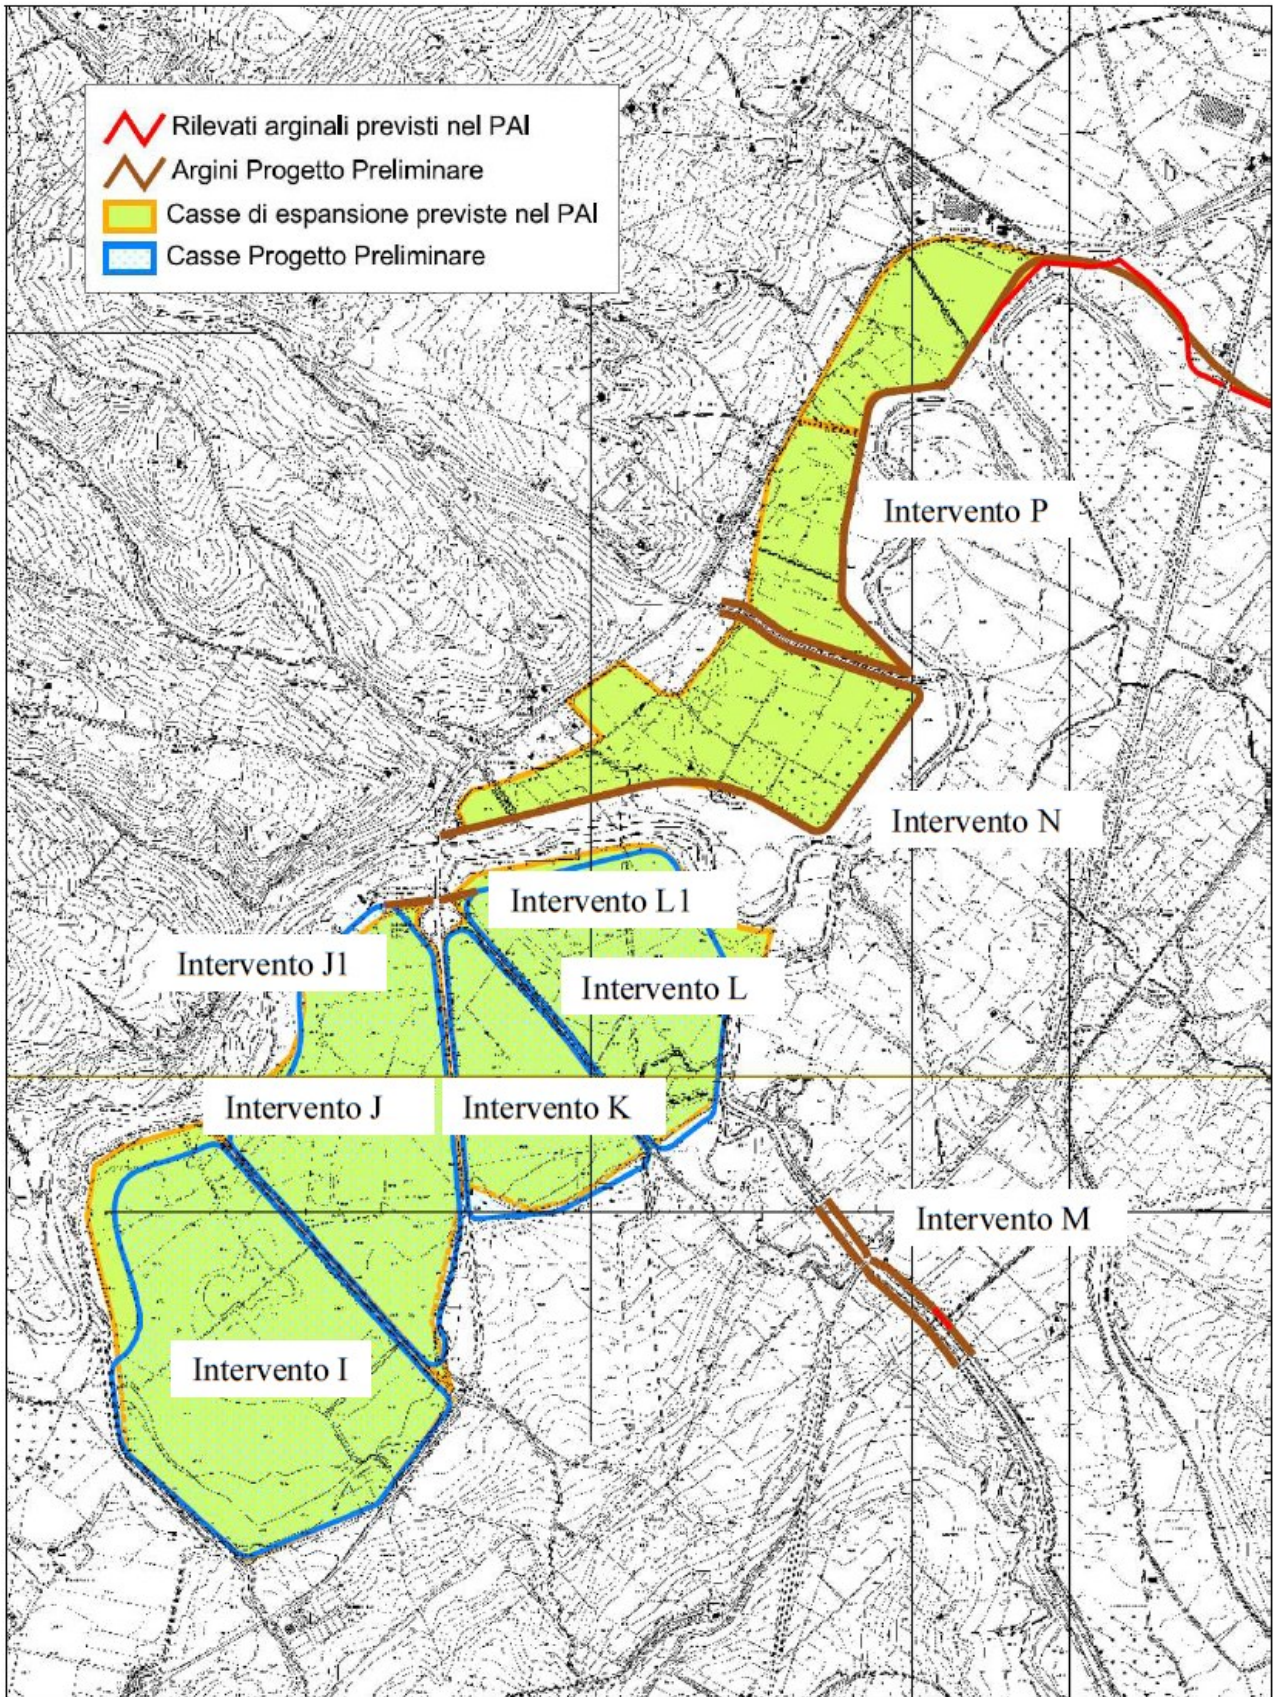 Rilevati arginali previsti nel PAI
Argini Progetto Preliminare
Casse di espansione previste nel PAI
Casse Progetto Preliminare
Intervento P
Intervento N
Intervento L1
Intervento J1
Intervento L
Intervento J
Intervento K
Intervento M
Intervento I